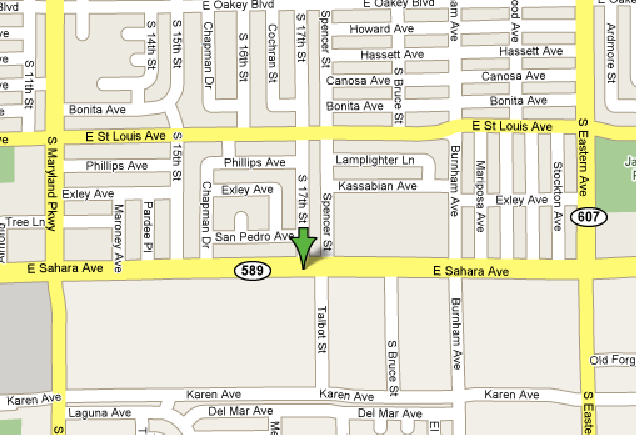 E Oakey Blvd
E Oakey Blvd
Howard Ave
Hassett Ave
Hassett Ave
Canosa Ave
Canosa Ave
Bonita Ave
Bonita Ave
Bonita Ave
S 11th St
S 14th St
S 15th St
Chapman Dr
S 16th St
Cochran St
S 17th St
Spencer St
S Bruce St
Ardmore St
E St Louis Ave
E St Louis Ave
S Maryland Pkwy
S 15th St
S Eastern Ave
Phillips Ave
Phillips Ave
Lamplighter Ln
Exley Ave
Exley Ave
Kassabian Ave
Exley Ave
Chapman Dr
S 17th St
Spencer St
Burnham Ave
Mariposa Ave
Stockton Ave
607
Tree Ln
Maroney Ave
Pardee Pl
San Pedro Ave
E Sahara Ave
589
E Sahara Ave
Talbot St
S Bruce St
Burnham Ave
Old Forg
Karen Ave
Karen Ave
Karen Ave
Karen Ave
Laguna Ave
Del Mar Ave
Del Mar Ave
S Easte